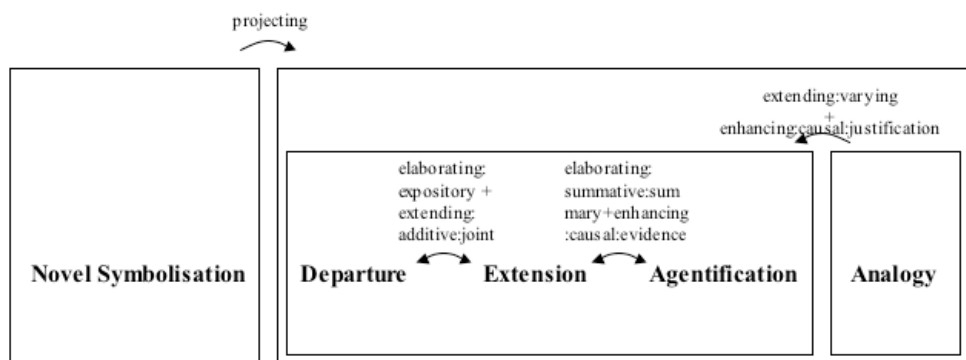 projecting
extending:varying
+
enhancing:causal:justification
elaborating:
expository +
extending:
additive:joint
elaborating:
summative:sum
mary+enhancing
:causal:evidence
Novel Symbolisation
Departure
Extension
Agentification
Analogy